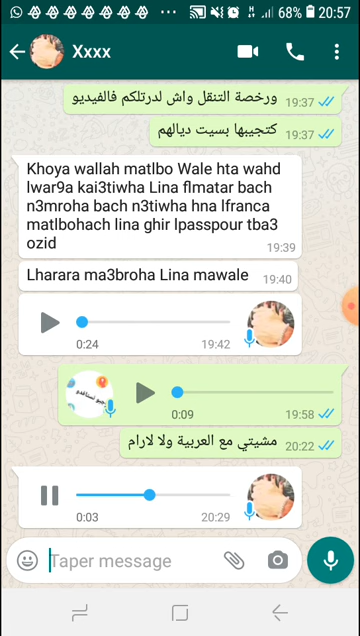 68% 20:57
Xxxx
ورخصة التنقل واش لدرتلكم فالفيديو
19:37
كتجيبها بسيت ديالهم
19:37
Khoya wallah matlbo Wale hta wahd
lwar9a kai3tiwha Lina flmatar bach
n3mroha bach n3tiwha hna lfranca
matlbohach lina ghir lpasspour tba3
ozid
19:39
Lharara ma3broha Lina mawale
19:40
0:24 19:42
0:09 19:58
مشيتي مع العربية ولا لارام
20:22
0:03 20:29
Taper message